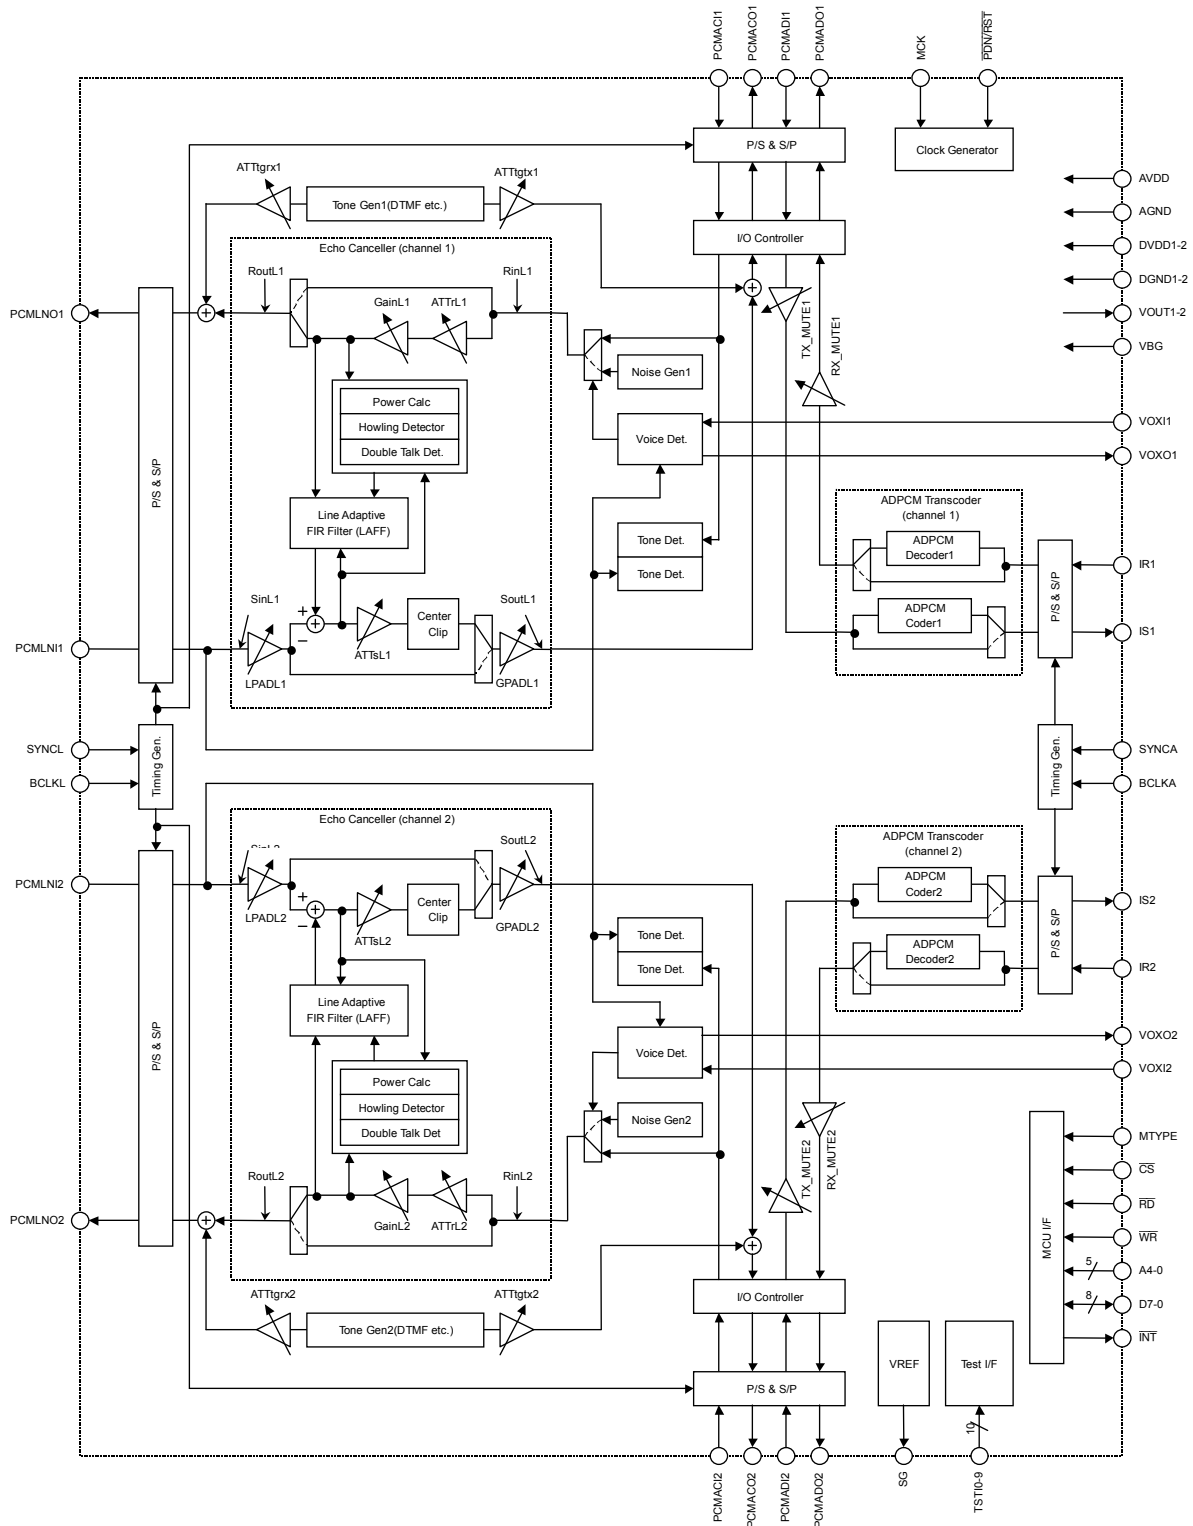 PCMACI1
PCMACO1
PCMADI1
PCMADO1
MCK
PDN/RST
P/S & S/P
Clock Generator
ATTtgrx1
Tone Gen1(DTMF etc.)
ATTtgtx1
I/O Controller
AVDD
AGND
DVDD1-2
DGND1-2
VOUT1-2
VBG
Echo Canceller (channel 1)
RoutL1
GainL1
ATTrL1
RinL1
PCMLNO1
P/S & S/P
TX_MUTE1
RX_MUTE1
Noise Gen1
Power Calc
Howling Detector
Double Talk Det.
Voice Det.
VOXI1
VOXO1
Line Adaptive
FIR Filter (LAFF)
Tone Det.
Tone Det.
ADPCM Transcoder
(channel 1)
ADPCM
Decoder1
ADPCM
Coder1
P/S & S/P
IR1
IS1
SinL1
+
−
ATTsL1
Center
Clip
SoutL1
PCMLNI1
LPADL1
GPADL1
SYNCL
BCLKL
Timing Gen.
Timing Gen.
SYNCA
BCLKA
Echo Canceller (channel 2)
SoutL2
PCMLNI2
P/S & S/P
LPADL2
+
−
ATTsL2
Center
Clip
GPADL2
ADPCM Transcoder
(channel 2)
ADPCM
Coder2
ADPCM
Decoder2
P/S & S/P
IS2
IR2
Tone Det.
Tone Det.
Line Adaptive
FIR Filter (LAFF)
Voice Det.
VOXO2
VOXI2
Power Calc
Howling Detector
Double Talk Det
Noise Gen2
TX_MUTE2
RX_MUTE2
RoutL2
GainL2
ATTrL2
RinL2
PCMLNO2
MCU I/F
MTYPE
CS
RD
WR
5
A4-0
8
D7-0
INT
ATTtgrx2
Tone Gen2(DTMF etc.)
ATTtgtx2
I/O Controller
P/S & S/P
VREF
Test I/F
10
PCMACI2
PCMACO2
PCMADI2
PCMADO2
SG
TSTI0-9